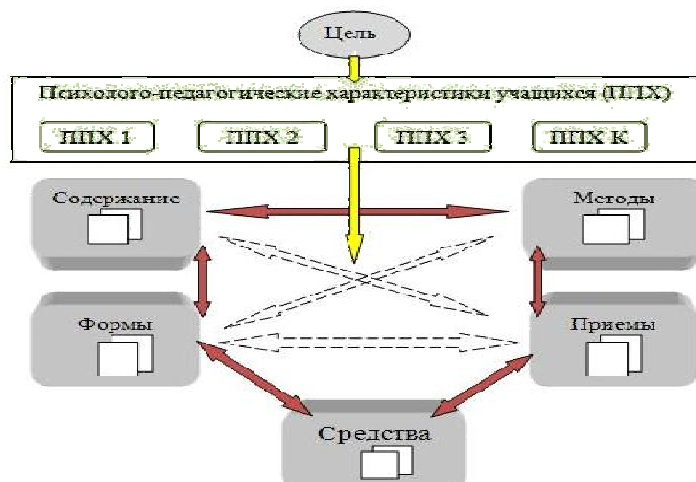 Цель
Психолого-педагогические характеристики учащихся (ППХ)
ППХ 1
ППХ 2
ППХ 3
ППХ К
Содержание
Методы
Формы
Приемы
Средства